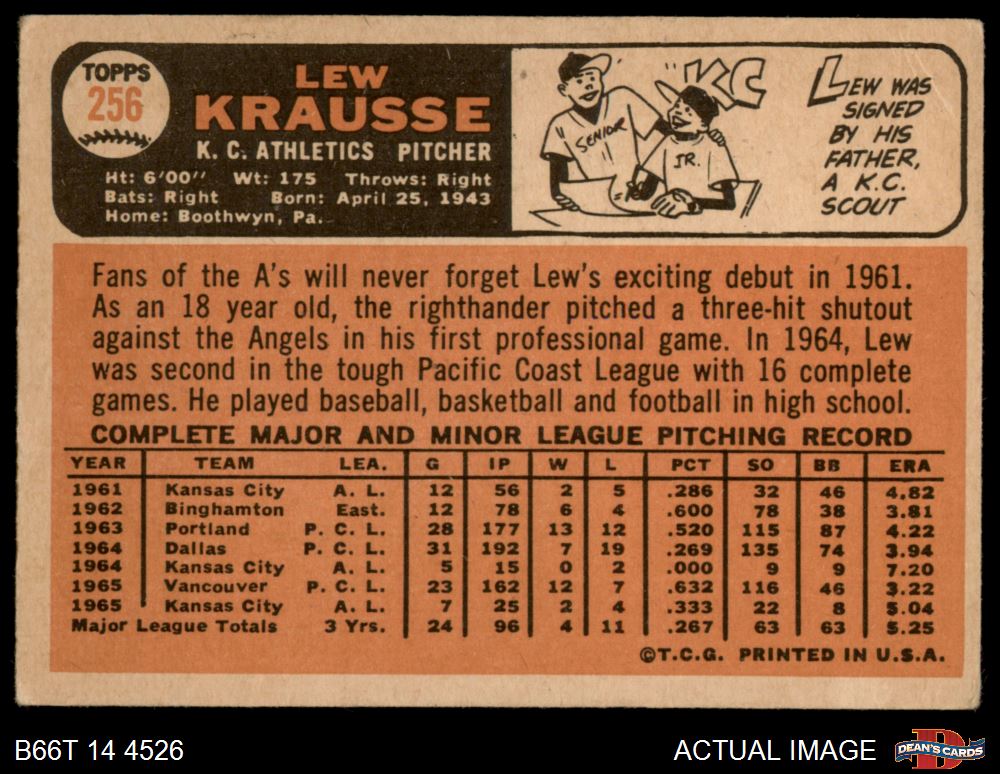 TOPPS
256
LEW
KRAUSSE
K. C. ATHLETICS PITCHER
Ht: 6'00" Wt: 175 Throws: Right
Bats: Right Born: April 25, 1943
Home: Boothwyn, Pa.
SENIOR
JR.
KC
LEW WAS
SIGNED
BY HIS
FATHER,
A K.C.
SCOUT
Fans of the A's will never forget Lew's exciting debut in 1961.
As an 18 year old, the righthander pitched a three-hit shutout
against the Angels in his first professional game. In 1964, Lew
was second in the tough Pacific Coast League with 16 complete
games. He played baseball, basketball and football in high school.
COMPLETE MAJOR AND MINOR LEAGUE PITCHING RECORD
YEAR TEAM LEA. G IP W L PCT SO BB ERA
1961 Kansas City A. L. 12 56 2 5 .286 32 46 4.82
1962 Binghamton East. 12 78 6 4 .600 78 38 3.81
1963 Portland P. C. L. 28 177 13 12 .520 115 87 4.22
1964 Dallas P. C. L. 31 192 7 19 .269 135 74 3.94
1964 Kansas City A. L. 5 15 0 2 .000 9 9 7.20
1965 Vancouver P. C. L. 23 162 12 7 .632 116 46 3.22
1965 Kansas City A. L. 7 25 2 4 .333 22 8 5.04
Major League Totals 3 Yrs. 24 96 4 11 .267 63 63 5.25
©T.C.G. PRINTED IN U.S.A.
B66T 14 4526
ACTUAL IMAGE
D
DEAN'S CARDS